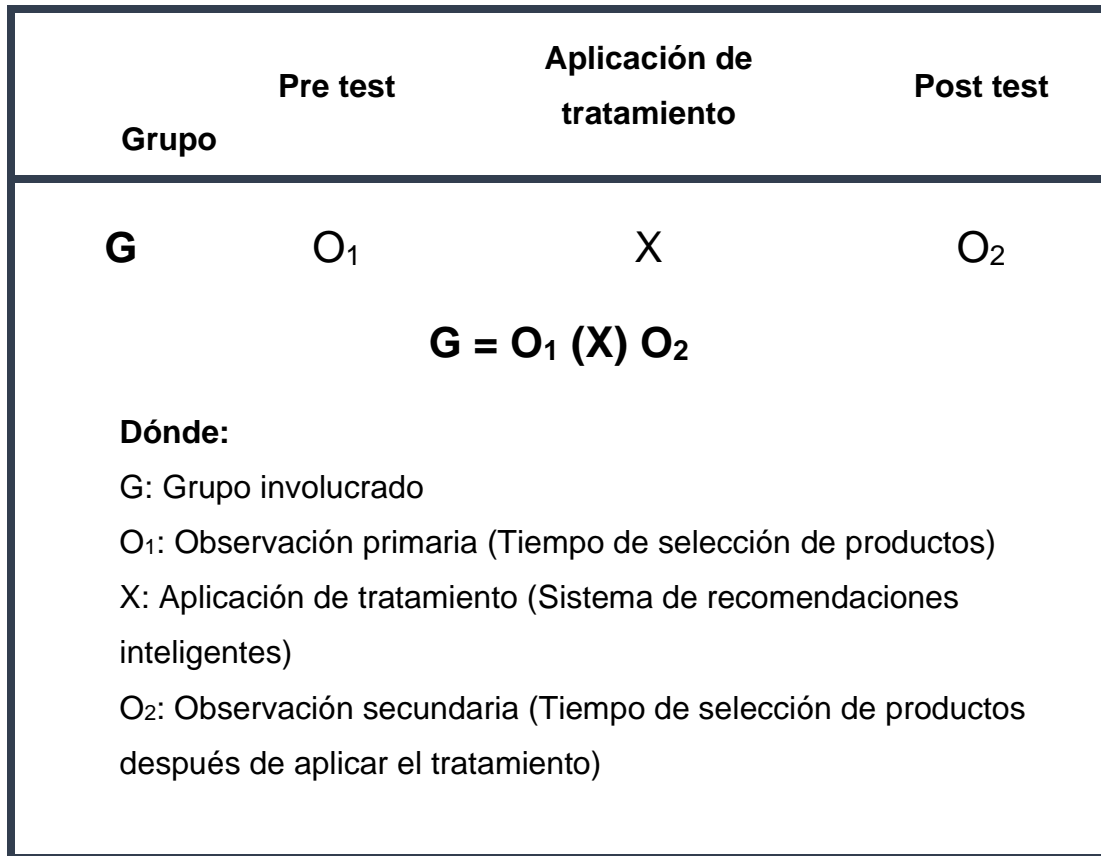 Grupo
Pre test
Aplicación de
tratamiento
Post test
G O₁ X O₂
G = O₁ (X) O₂
Dónde:
G: Grupo involucrado
O₁: Observación primaria (Tiempo de selección de productos)
X: Aplicación de tratamiento (Sistema de recomendaciones
inteligentes)
O₂: Observación secundaria (Tiempo de selección de productos
después de aplicar el tratamiento)